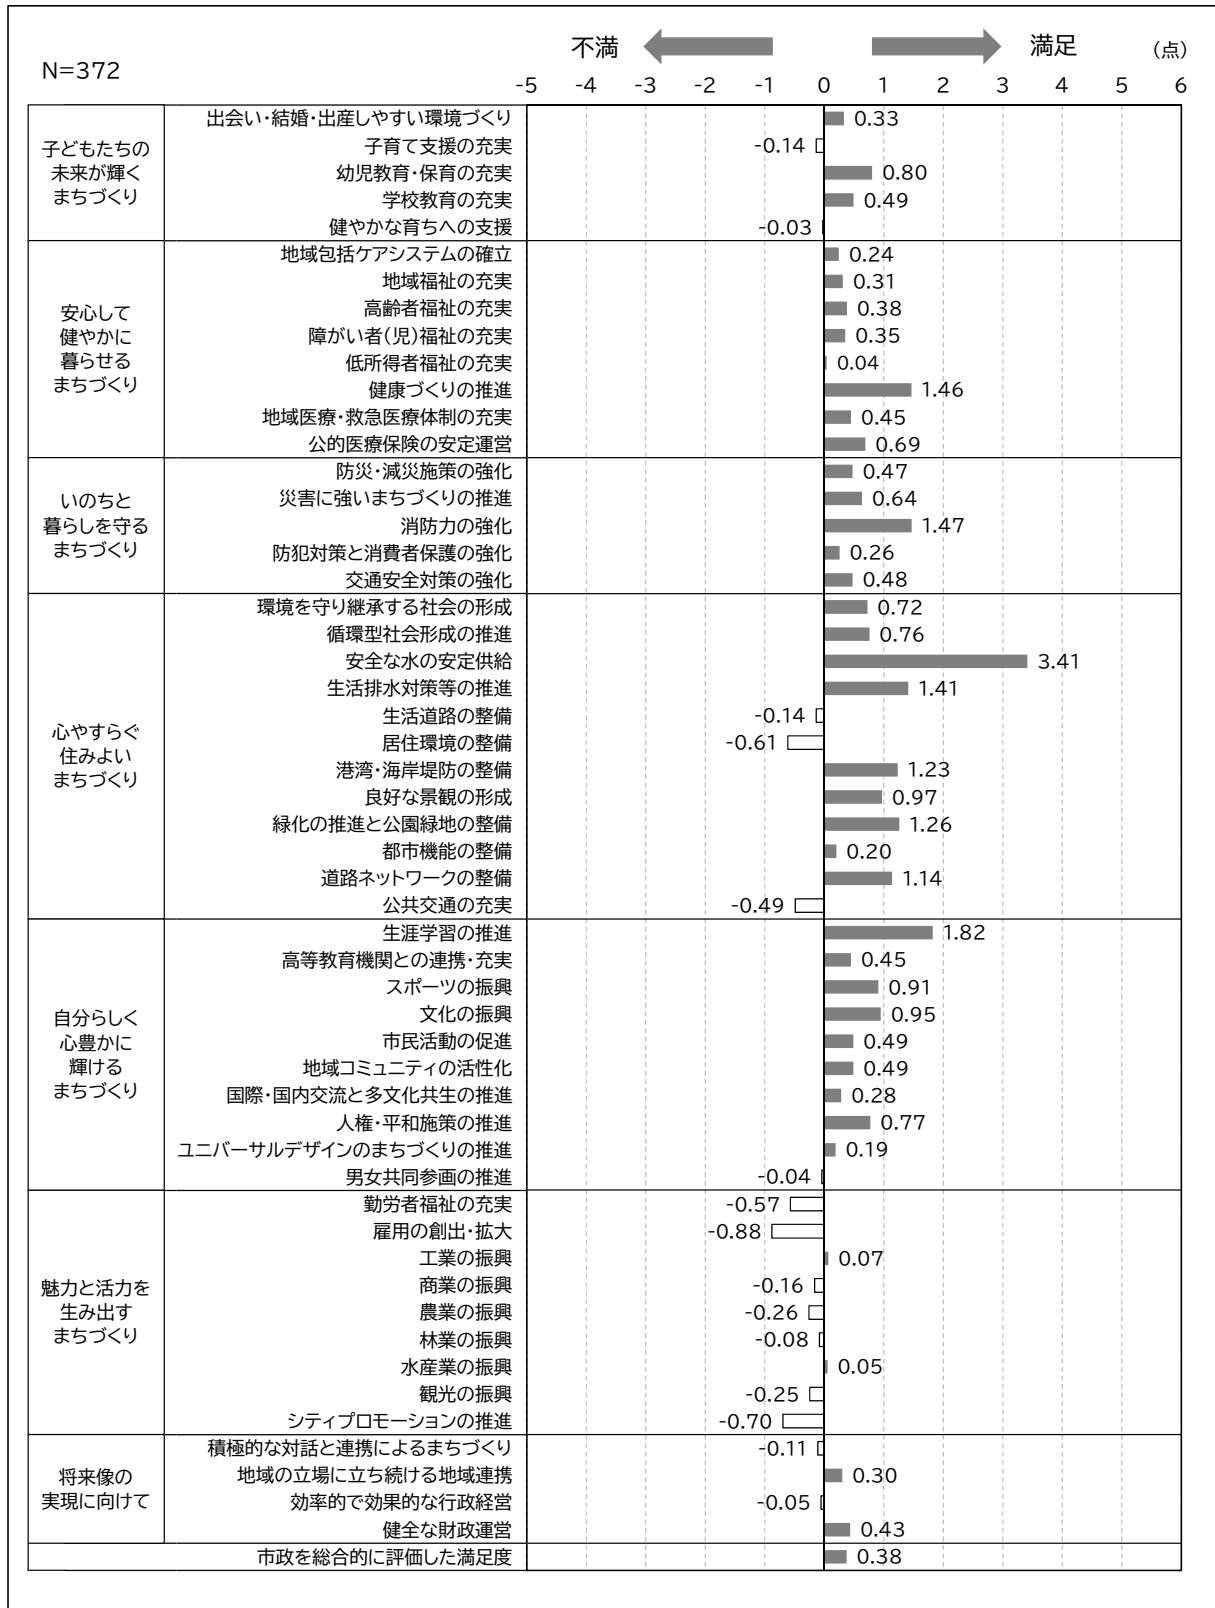 不満 満足 (点)
N=372
-5 -4 -3 -2 -1 0 1 2 3 4 5 6
子どもたちの
未来が輝く
まちづくり
出会い・結婚・出産しやすい環境づくり 0.33
子育て支援の充実 -0.14
幼児教育・保育の充実 0.80
学校教育の充実 0.49
健やかな育ちへの支援 -0.03
安心して
健やかに
暮らせる
まちづくり
地域包括ケアシステムの確立 0.24
地域福祉の充実 0.31
高齢者福祉の充実 0.38
障がい者(児)福祉の充実 0.35
低所得者福祉の充実 0.04
健康づくりの推進 1.46
地域医療・救急医療体制の充実 0.45
公的医療保険の安定運営 0.69
いのちと
暮らしを守る
まちづくり
防災・減災施策の強化 0.47
災害に強いまちづくりの推進 0.64
消防力の強化 1.47
防犯対策と消費者保護の強化 0.26
交通安全対策の強化 0.48
心やすらぐ
住みよい
まちづくり
環境を守り継承する社会の形成 0.72
循環型社会形成の推進 0.76
安全な水の安定供給 3.41
生活排水対策等の推進 1.41
生活道路の整備 -0.14
居住環境の整備 -0.61
港湾・海岸堤防の整備 1.23
良好な景観の形成 0.97
緑化の推進と公園緑地の整備 1.26
都市機能の整備 0.20
道路ネットワークの整備 1.14
公共交通の充実 -0.49
自分らしく
心豊かに
輝ける
まちづくり
生涯学習の推進 1.82
高等教育機関との連携・充実 0.45
スポーツの振興 0.91
文化の振興 0.95
市民活動の促進 0.49
地域コミュニティの活性化 0.49
国際・国内交流と多文化共生の推進 0.28
人権・平和施策の推進 0.77
ユニバーサルデザインのまちづくりの推進 0.19
男女共同参画の推進 -0.04
魅力と活力を
生み出す
まちづくり
勤労者福祉の充実 -0.57
雇用の創出・拡大 -0.88
工業の振興 0.07
商業の振興 -0.16
農業の振興 -0.26
林業の振興 -0.08
水産業の振興 0.05
観光の振興 -0.25
シティプロモーションの推進 -0.70
将来像の
実現に向けて
積極的な対話と連携によるまちづくり -0.11
地域の立場に立ち続ける地域連携 0.30
効率的で効果的な行政経営 -0.05
健全な財政運営 0.43
市政を総合的に評価した満足度 0.38